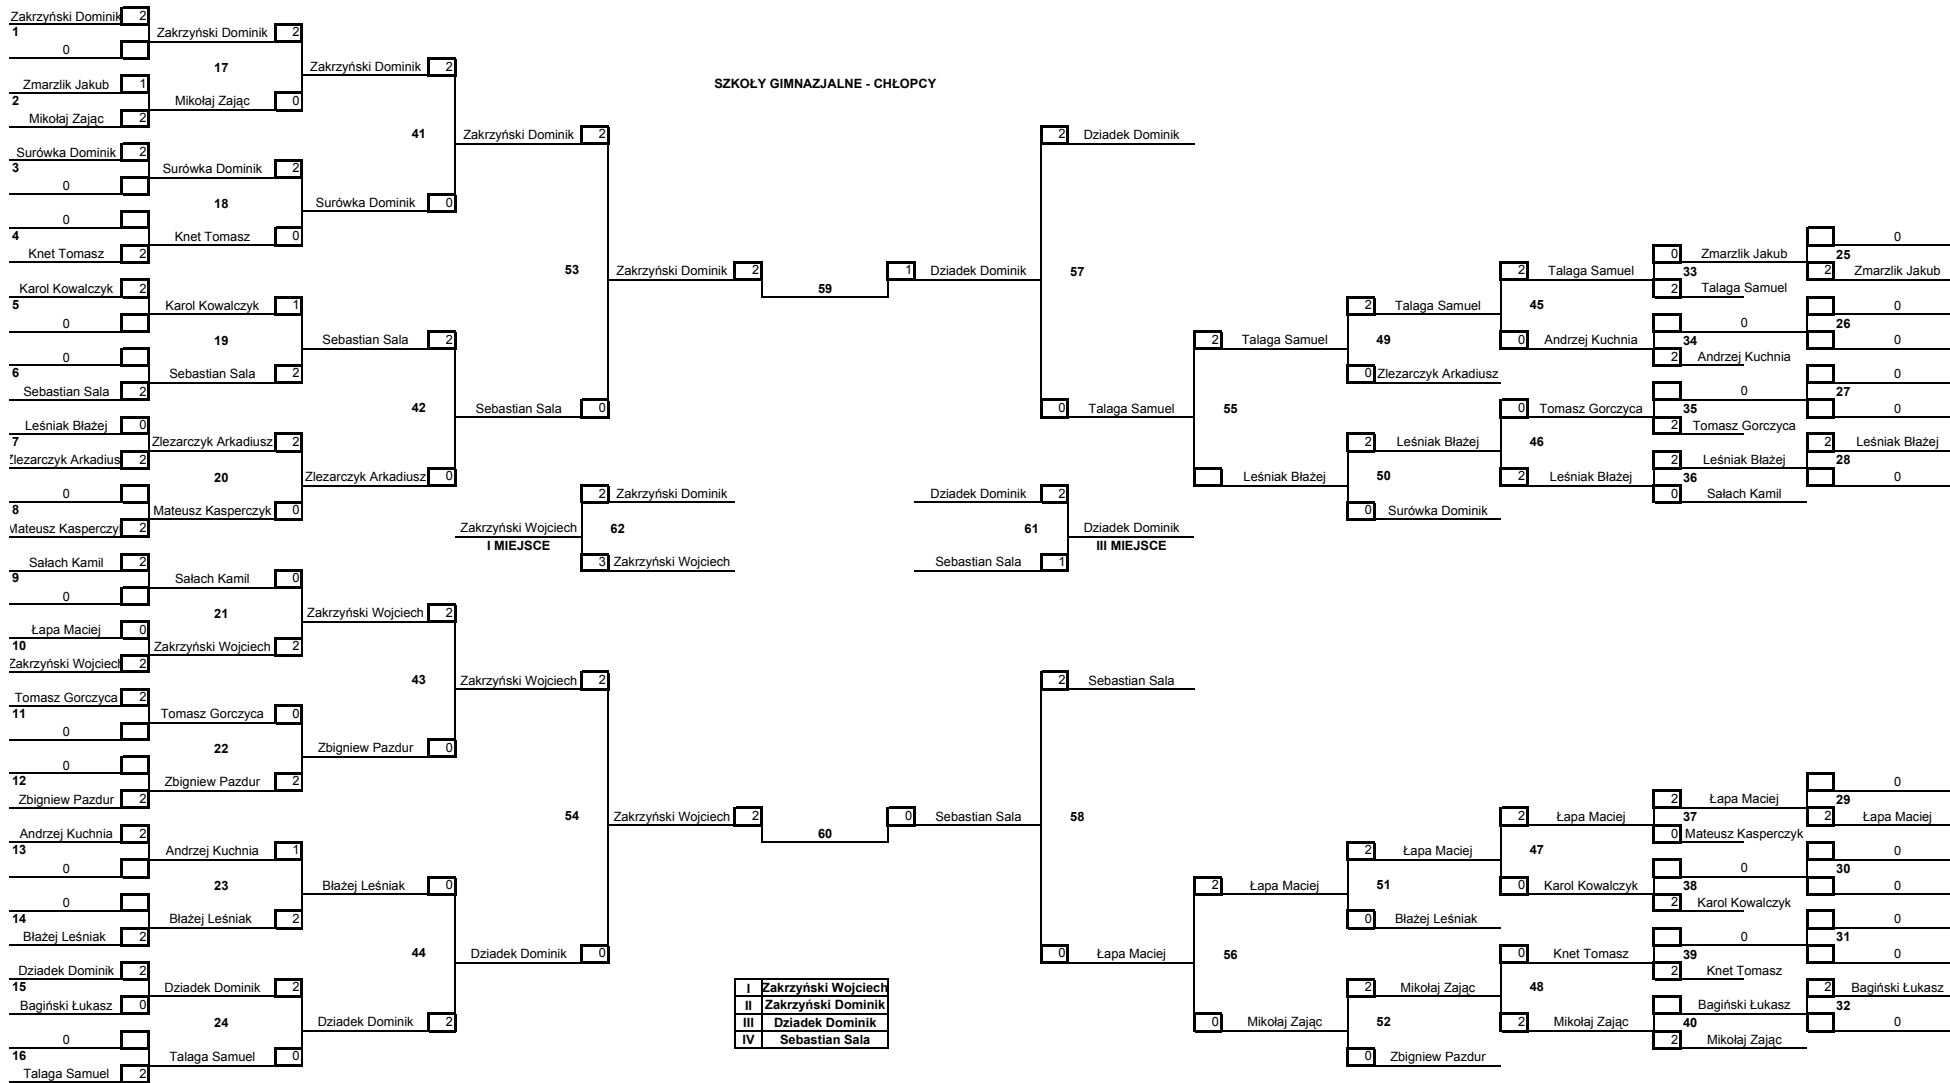 SZKOŁY GIMNAZJALNE - CHŁOPCY
Zakrzyński Dominik 2
1
0
Zmarzlik Jakub 1
2
Mikołaj Zając 2
Surówka Dominik 2
3
0
0
4
Knet Tomasz 2
Karol Kowalczyk 2
5
0
0
6
Sebastian Sala 2
Leśniak Błażej 0
7
Zlezarczyk Arkadius 2
0
8
Mateusz Kasperczy 2
Sałach Kamil 2
9
0
Łapa Maciej 0
10
Zakrzyński Wojciech 2
Tomasz Gorczyca 2
11
0
0
12
Zbigniew Pazdur 2
Andrzej Kuchnia 2
13
0
0
14
Błażej Leśniak 2
Dziadek Dominik 2
15
Bagiński Łukasz 0
0
16
Talaga Samuel 2
Zakrzyński Dominik 2
17
Mikołaj Zając 0
Surówka Dominik 2
18
Knet Tomasz 0
Karol Kowalczyk 1
19
Sebastian Sala 2
Zlezarczyk Arkadiusz 2
20
Mateusz Kasperczyk 0
Sałach Kamil 0
21
Zakrzyński Wojciech 2
Tomasz Gorczyca 0
22
Zbigniew Pazdur 2
Andrzej Kuchnia 1
23
Błażej Leśniak 2
Dziadek Dominik 2
24
Talaga Samuel 0
Zakrzyński Dominik 2
41
Surówka Dominik 0
Sebastian Sala 2
42
Zlezarczyk Arkadiusz 0
Zakrzyński Wojciech 2
43
Zbigniew Pazdur 0
Błażej Leśniak 0
44
Dziadek Dominik 2
Zakrzyński Dominik 2
53
Sebastian Sala 0
Zakrzyński Wojciech 2
54
Dziadek Dominik 0
Zakrzyński Dominik 2
59
1 Dziadek Dominik
Zakrzyński Wojciech 2
60
0 Sebastian Sala
2 Zakrzyński Dominik
Zakrzyński Wojciech
62
I MIEJSCE
3 Zakrzyński Wojciech
Dziadek Dominik 2
61
Dziadek Dominik
III MIEJSCE
Sebastian Sala 1
I Zakrzyński Wojciech
II Zakrzyński Dominik
III Dziadek Dominik
IV Sebastian Sala
2 Dziadek Dominik
57
0 Talaga Samuel
2 Sebastian Sala
58
0 Łapa Maciej
2 Talaga Samuel
55
Leśniak Błażej
2 Łapa Maciej
56
0 Mikołaj Zając
2 Talaga Samuel
49
0 Zlezarczyk Arkadiusz
2 Leśniak Błażej
50
0 Surówka Dominik
2 Łapa Maciej
51
0 Błażej Leśniak
2 Mikołaj Zając
52
0 Zbigniew Pazdur
2 Talaga Samuel
45
0 Andrzej Kuchnia
0 Tomasz Gorczyca
46
2 Leśniak Błażej
2 Łapa Maciej
47
0 Karol Kowalczyk
0 Knet Tomasz
48
2 Mikołaj Zając
0 Zmarzlik Jakub
33
2 Talaga Samuel
0
34
2 Andrzej Kuchnia
0
35
2 Tomasz Gorczyca
2 Leśniak Błażej
36
0 Sałach Kamil
2 Łapa Maciej
37
0 Mateusz Kasperczyk
0
38
2 Karol Kowalczyk
0
39
2 Knet Tomasz
Bagiński Łukasz
40
2 Mikołaj Zając
0
25
2 Zmarzlik Jakub
0
26
0
0
27
0
2 Leśniak Błażej
28
0
0
29
2 Łapa Maciej
0
30
0
0
31
0
2 Bagiński Łukasz
32
0